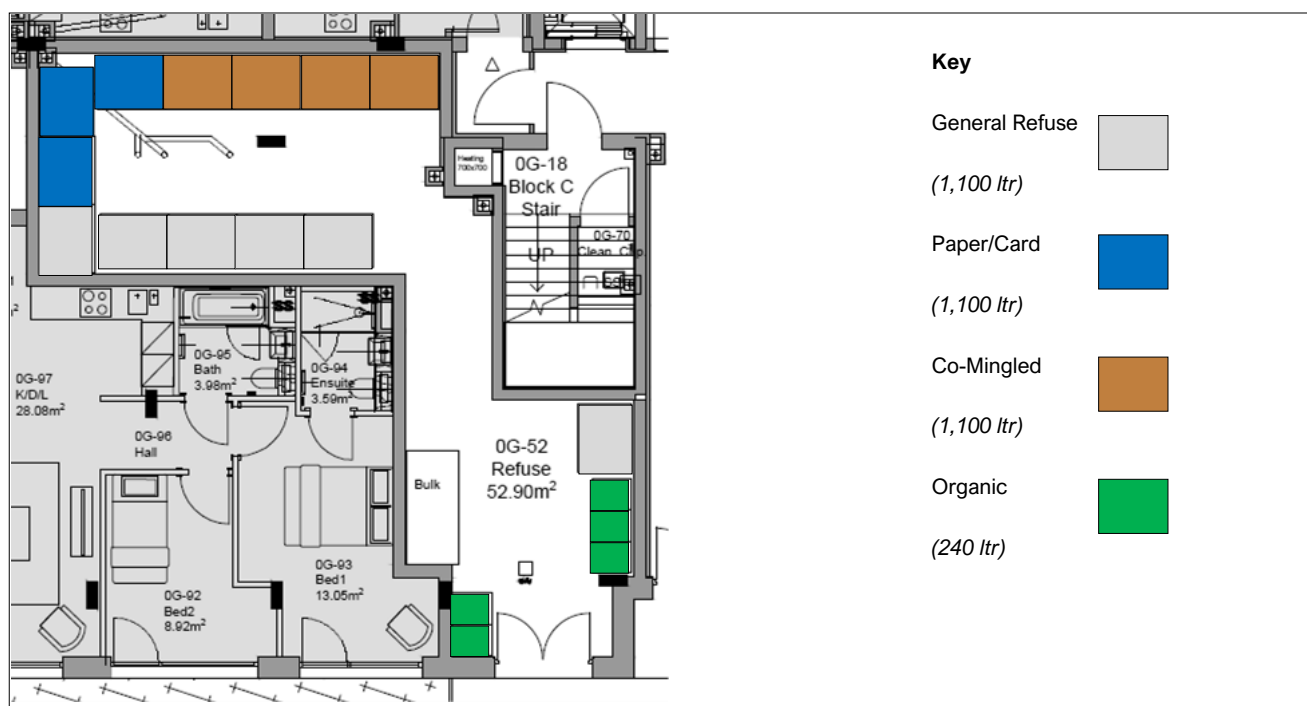 Heating
700x700
0G-18
Block C
Stair
0G-70
UP
0G-95
Bath
3.98m²
0G-94
Ensuite
3.59m²
0G-97
K/D/L
28.08m²
0G-96
Hall
0G-52
Refuse
52.90m²
Bulk
0G-93
Bed1
13.05m²
0G-92
Bed2
8.92m²
Key
General Refuse
(1,100 ltr)
Paper/Card
(1,100 ltr)
Co-Mingled
(1,100 ltr)
Organic
(240 ltr)